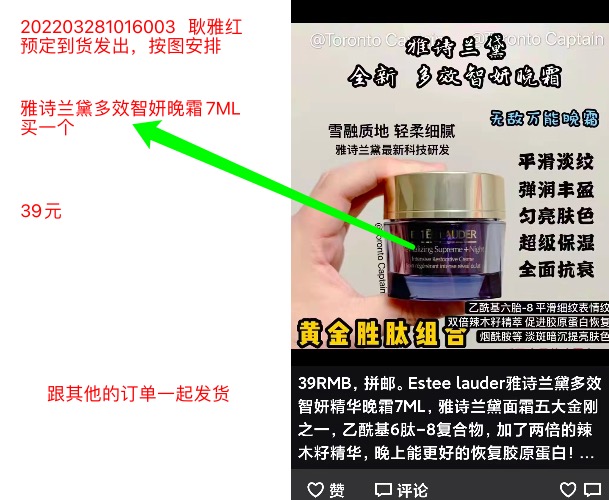 202203281016003 耿雅红
预定到货发出，按图安排
雅诗兰黛多效智妍晚霜7ML
买一个
39元
跟其他的订单一起发货
@Toronto Captain
@Toronto Captain
雅诗兰黛
全新 多效智妍晚霜
无敌万能晚霜
雪融质地 轻柔细腻
雅诗兰黛最新科技研发
平滑淡纹
弹润丰盈
匀亮肤色
超级保湿
全面抗衰
@Toronto Captain
ESTEE LAUDER
Revitalizing Supreme+ Night
Intensive Restorative Creme
乙酰基六胎-8 平滑细纹表情纹
双倍辣木籽精萃 促进胶原蛋白恢复
烟酰胺等 淡斑暗沉提亮肤色
黄金胜肽组合
39RMB，拼邮。Estee lauder雅诗兰黛多效
智妍精华晚霜7ML，雅诗兰黛面霜五大金刚
之一，乙酰基6肽-8复合物，加了两倍的辣
木籽精华，晚上能更好的恢复胶原蛋白！...
赞 评论